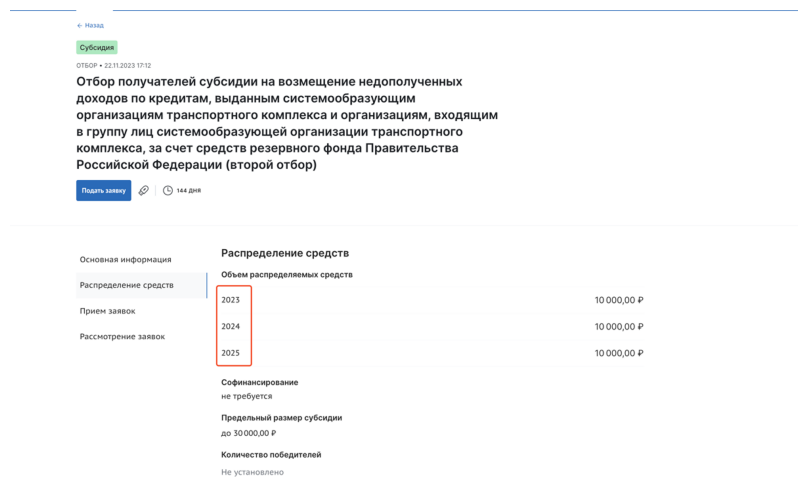 ← Назад
Субсидия
ОТБОР • 22.11.2023 17:12
Отбор получателей субсидии на возмещение недополученных
доходов по кредитам, выданным системообразующим
организациям транспортного комплекса и организациям, входящим
в группу лиц системообразующей организации транспортного
комплекса, за счет средств резервного фонда Правительства
Российской Федерации (второй отбор)
Подать заявку 144 ДНЯ
Основная информация
Распределение средств
Прием заявок
Рассмотрение заявок
Распределение средств
Объем распределяемых средств
2023 10 000,00 ₽
2024 10 000,00 ₽
2025 10 000,00 ₽
Софинансирование
не требуется
Предельный размер субсидии
до 30 000,00 ₽
Количество победителей
Не установлено